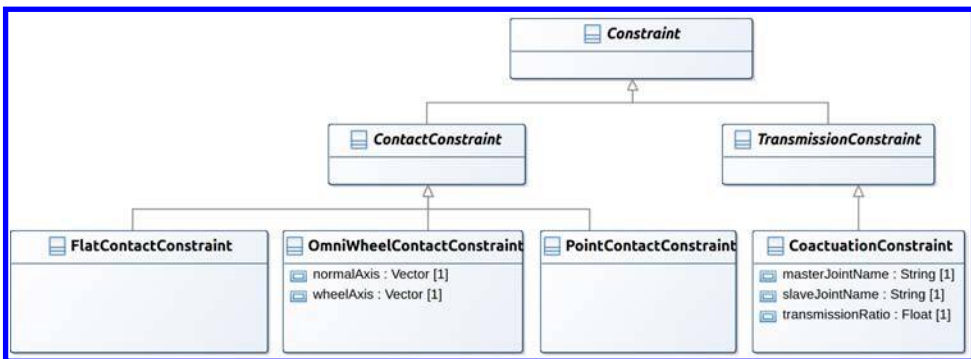 Constraint
ContactConstraint
TransmissionConstraint
FlatContactConstraint
OmniWheelContactConstraint
normalAxis : Vector [1]
wheelAxis : Vector [1]
PointContactConstraint
CoactuationConstraint
masterJointName : String [1]
slaveJointName : String [1]
transmissionRatio : Float [1]